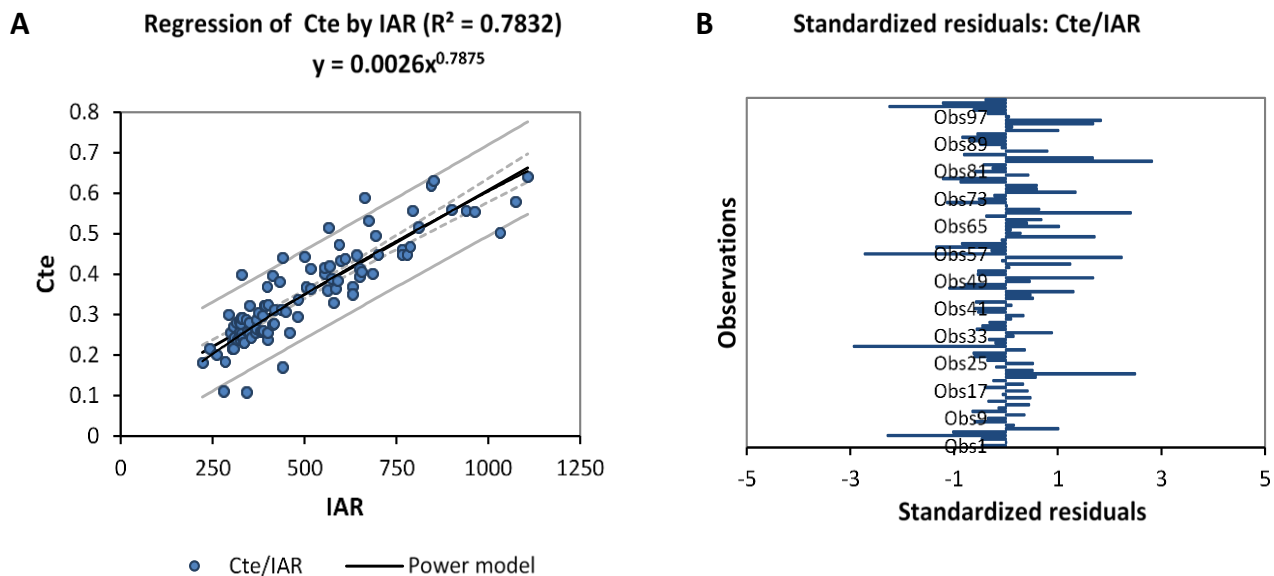 A
Regression of Cte by IAR (R² = 0.7832)
y = 0.0026x^0.7875
Cte
0.8
0.7
0.6
0.5
0.4
0.3
0.2
0.1
0
0 250 500 750 1000 1250
IAR
Cte/IAR Power model
B
Standardized residuals: Cte/IAR
Observations
Obs97
Obs89
Obs81
Obs73
Obs65
Obs57
Obs49
Obs41
Obs33
Obs25
Obs17
Obs9
Obs1
-5 -3 -1 1 3 5
Standardized residuals